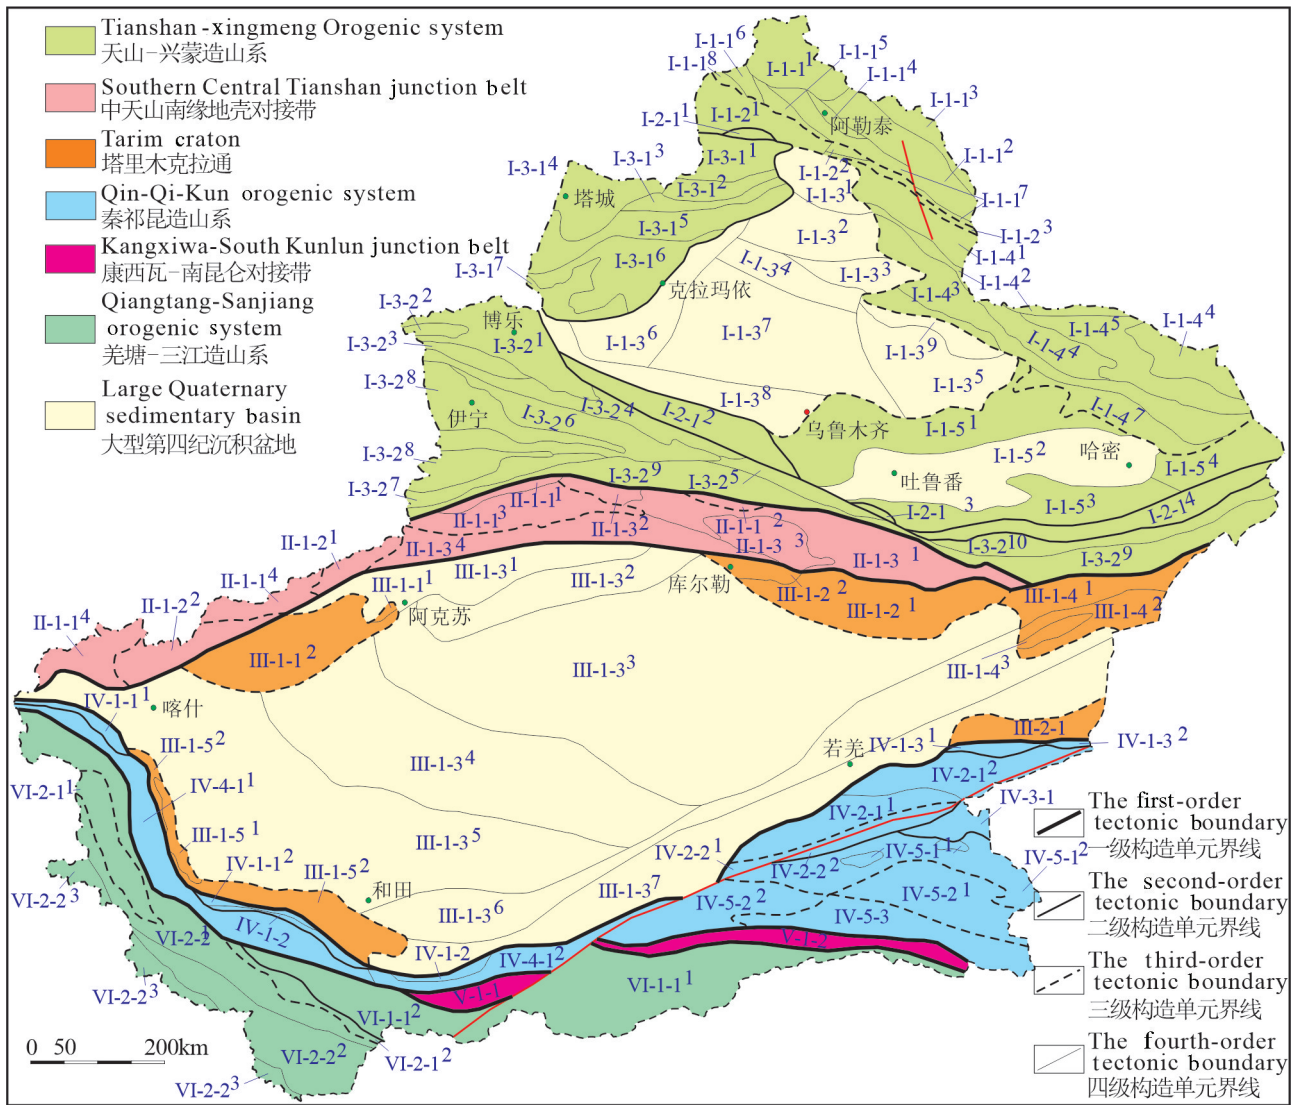 Tianshan-xingmeng Orogenic system
天山-兴蒙造山系
Southern Central Tianshan junction belt
中天山南缘地壳对接带
Tarim craton
塔里木克拉通
Qin-Qi-Kun orogenic system
秦祁昆造山系
Kangxiwa-South Kunlun junction belt
康西瓦-南昆仑对接带
Qiangtang-Sanjiang
orogenic system
羌塘-三江造山系
Large Quaternary
sedimentary basin
大型第四纪沉积盆地
I-1-1⁶
I-1-1⁸
I-1-1¹
I-1-1⁵
I-1-1⁴
I-1-1³
I-1-2¹
I-2-1¹
阿勒泰
I-1-1²
I-3-1⁴
I-3-1³
I-3-1¹
I-3-1²
I-1-2²
I-1-3¹
I-1-1⁷
塔城
I-3-1⁵
I-1-3²
I-1-2³
I-1-4¹
I-3-1⁶
I-3-1⁷
I-1-3⁴
I-1-3³
I-1-4²
克拉玛依
I-1-4³
I-3-2²
博乐
I-3-2¹
I-3-2³
I-1-3⁶
I-1-3⁷
I-1-3⁹
I-1-4⁴
I-1-4⁵
I-1-4⁴
I-3-2⁸
伊宁
I-3-2⁶
I-3-2⁴
I-2-1²
I-1-3⁸
I-1-3⁵
乌鲁木齐
I-1-5¹
I-1-4⁷
I-3-2⁸
I-1-5²
哈密
I-1-5⁴
I-3-2⁷
I-3-2⁹
I-3-2⁵
吐鲁番
I-1-5³
I-2-1³
I-2-1⁴
I-3-2¹⁰
I-3-2⁹
II-1-1¹
II-1-1³
II-1-3²
II-1-1²
II-1-3³
II-1-3¹
II-1-3⁴
II-1-2¹
II-1-1⁴
II-1-2²
II-1-1⁴
III-1-1¹
III-1-3¹
III-1-3²
阿克苏
库尔勒
III-1-2²
III-1-2¹
III-1-4¹
III-1-4²
III-1-1²
III-1-3³
III-1-4³
IV-1-1¹
喀什
III-1-5²
III-1-3⁴
若羌
III-2-1
IV-1-3¹
IV-1-3²
VI-2-1¹
IV-4-1¹
IV-2-1²
IV-2-1¹
IV-3-1
III-1-5¹
III-1-3⁵
IV-2-2¹
IV-2-2²
IV-5-1¹
IV-5-1²
VI-2-2³
IV-1-1²
III-1-5²
和田
III-1-3⁷
IV-5-2²
IV-5-2¹
VI-2-2¹
IV-1-2
III-1-3⁶
IV-5-3
IV-1-2
IV-4-1²
V-1-2
VI-2-2³
V-1-1
VI-1-1¹
VI-1-1²
VI-2-2²
VI-2-1²
VI-2-2³
0 50 200km
The first-order
tectonic boundary
一级构造单元界线
The second-order
tectonic boundary
二级构造单元界线
The third-order
tectonic boundary
三级构造单元界线
The fourth-order
tectonic boundary
四级构造单元界线